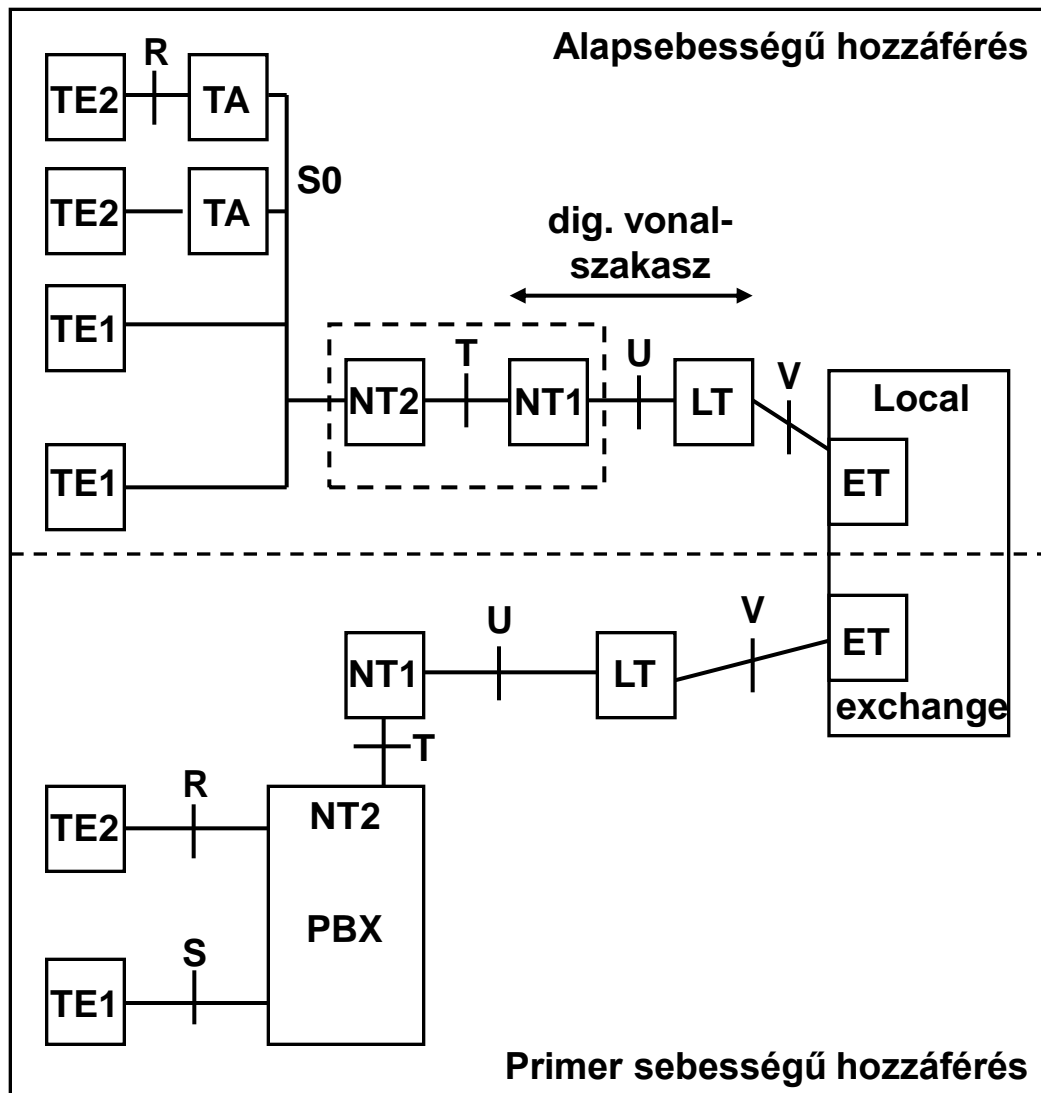 Alapsebességű hozzáférés
R
TE2
TA
S0
TE2
TA
dig. vonal-
szakasz
TE1
T
U
V
NT2
NT1
LT
Local
TE1
ET
U
V
NT1
LT
ET
exchange
T
R
NT2
TE2
PBX
S
TE1
Primer sebességű hozzáférés